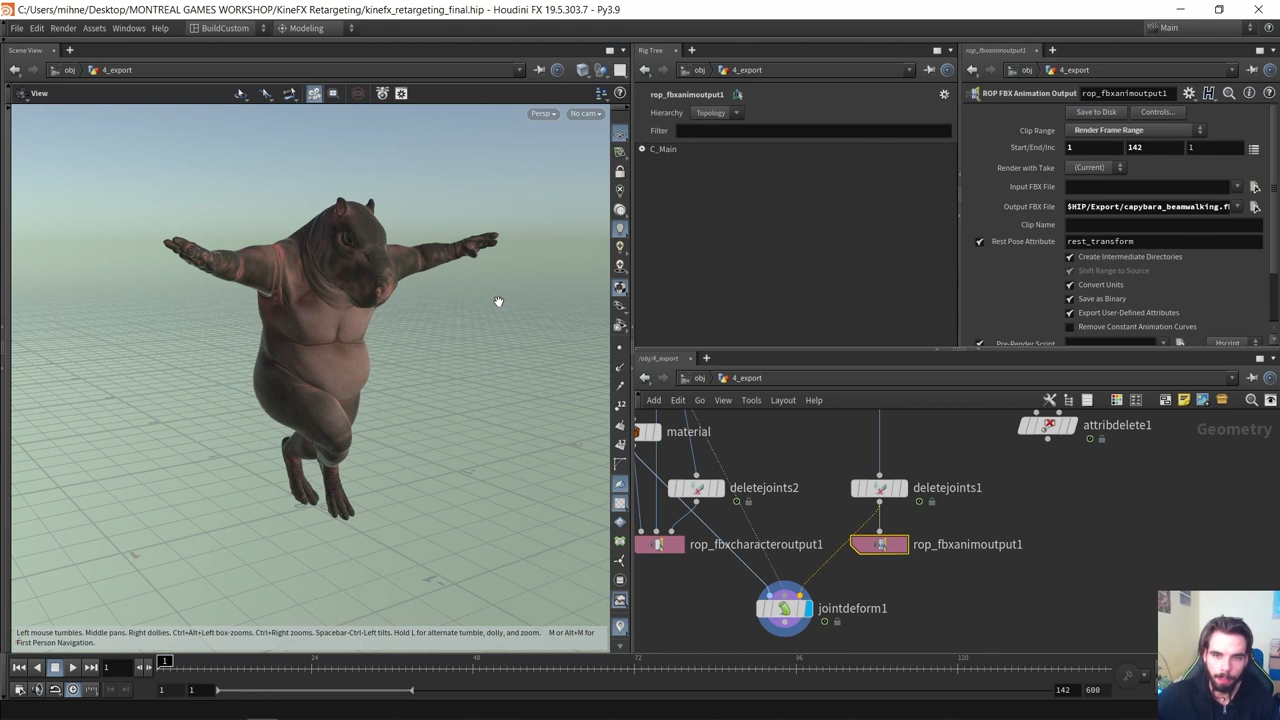 C:/Users/mihne/Desktop/MONTREAL GAMES WORKSHOP/KineFX Retargeting/kinefx_retargeting_final.hip - Houdini FX 19.5.303.7 - Py3.9
File Edit Render Assets Windows Help BuildCustom Modeling Main
Scene View
obj 4_export
View
Persp No cam
Left mouse tumbles. Middle pans. Right dollies. Ctrl+Alt+Left box-zooms. Ctrl+Right zooms. Spacebar-Ctrl-Left tilts. Hold L for alternate tumble, dolly, and zoom. M or Alt+M for
First Person Navigation.
Rig Tree
obj 4_export
rop_fbxanimoutput1
Hierarchy Topology
Filter
C_Main
rop_fbxanimoutput1
obj 4_export
ROP FBX Animation Output rop_fbxanimoutput1
Save to Disk Controls...
Clip Range Render Frame Range
Start/End/Inc 1 142 1
Render with Take (Current)
Input FBX File
Output FBX File $HIP/Export/capybara_beamwalking.f
Clip Name
Rest Pose Attribute rest_transform
Create Intermediate Directories
Shift Range to Source
Convert Units
Save as Binary
Export User-Defined Attributes
Remove Constant Animation Curves
Pre-Render Script Hscript
/obj/4_export
obj 4_export
Add Edit Go View Tools Layout Help
Geometry
material
attribdelete1
deletejoints2
deletejoints1
rop_fbxcharacteroutput1
rop_fbxanimoutput1
jointdeform1
1 1 24 48 72 96 120
1 1 142 600